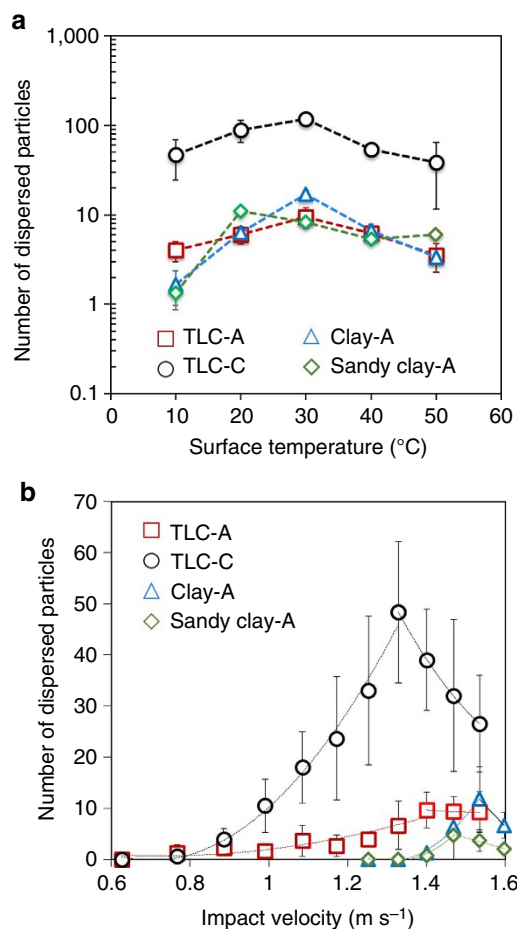 a
1,000
100
10
1
0.1
Number of dispersed particles
TLC-A
TLC-C
Clay-A
Sandy clay-A
0 10 20 30 40 50 60
Surface temperature (°C)
b
70
60
50
40
30
20
10
0
Number of dispersed particles
TLC-A
TLC-C
Clay-A
Sandy clay-A
0.6 0.8 1 1.2 1.4 1.6
Impact velocity (m s⁻¹)